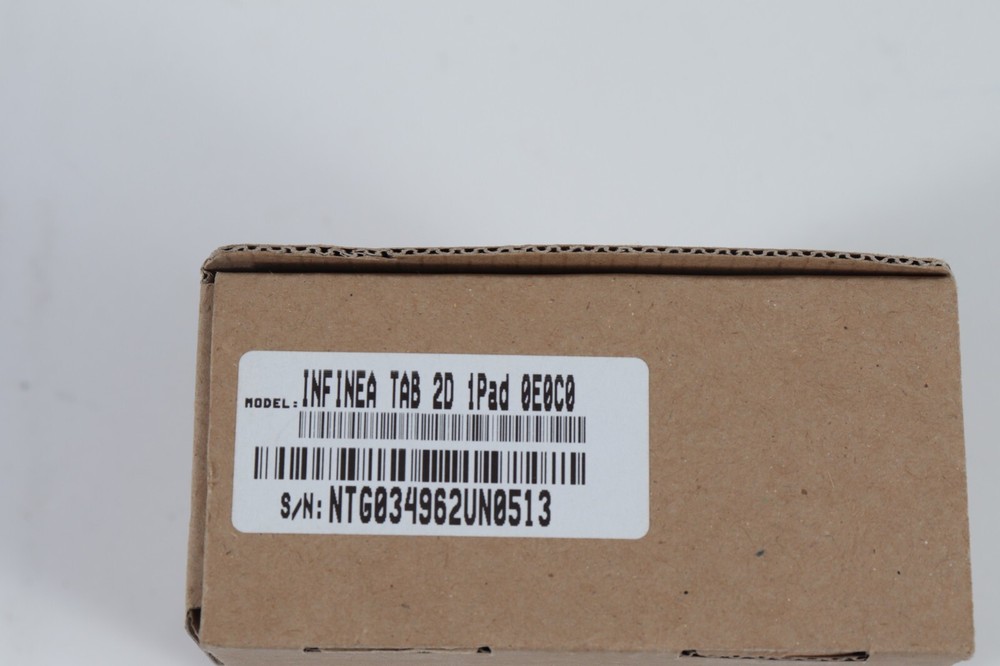 MODEL: INFINEA TAB 2D iPad 0E0C0
S/N: NTG034962UN0513